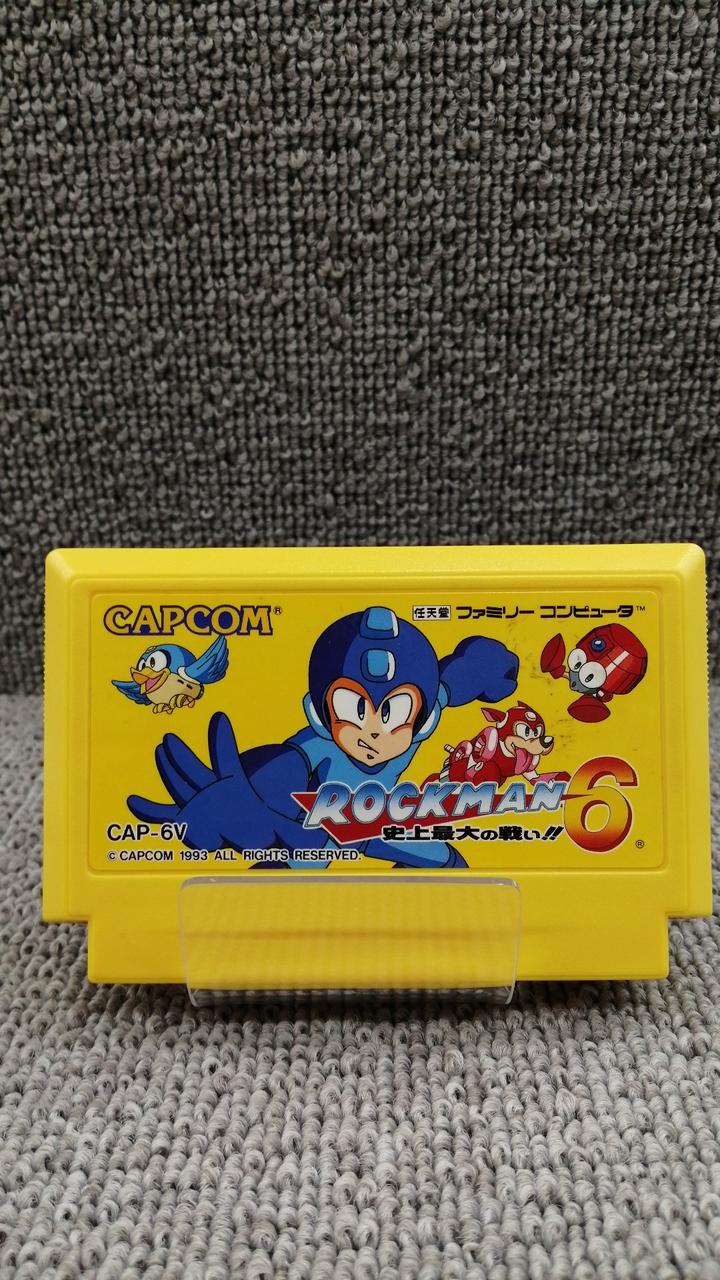 CAPCOM®
任天堂 ファミリー コンピュータ™
ROCKMAN 6®
史上最大の戦い!!
CAP-6V
© CAPCOM 1993 ALL RIGHTS RESERVED.